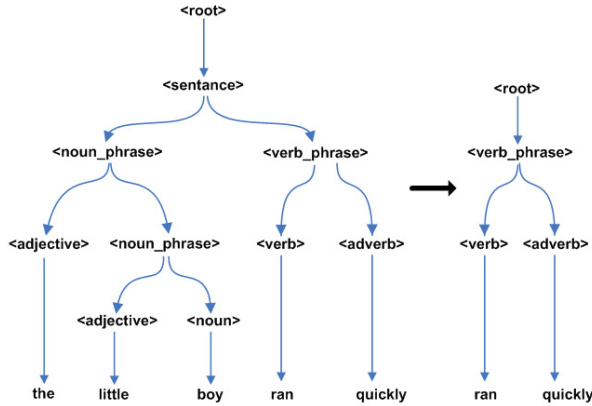 <root>
<sentance>
<root>
<noun_phrase> <verb_phrase> <verb_phrase>
<adjective> <noun_phrase> <verb> <adverb> <verb> <adverb>
<adjective> <noun>
the little boy ran quickly ran quickly